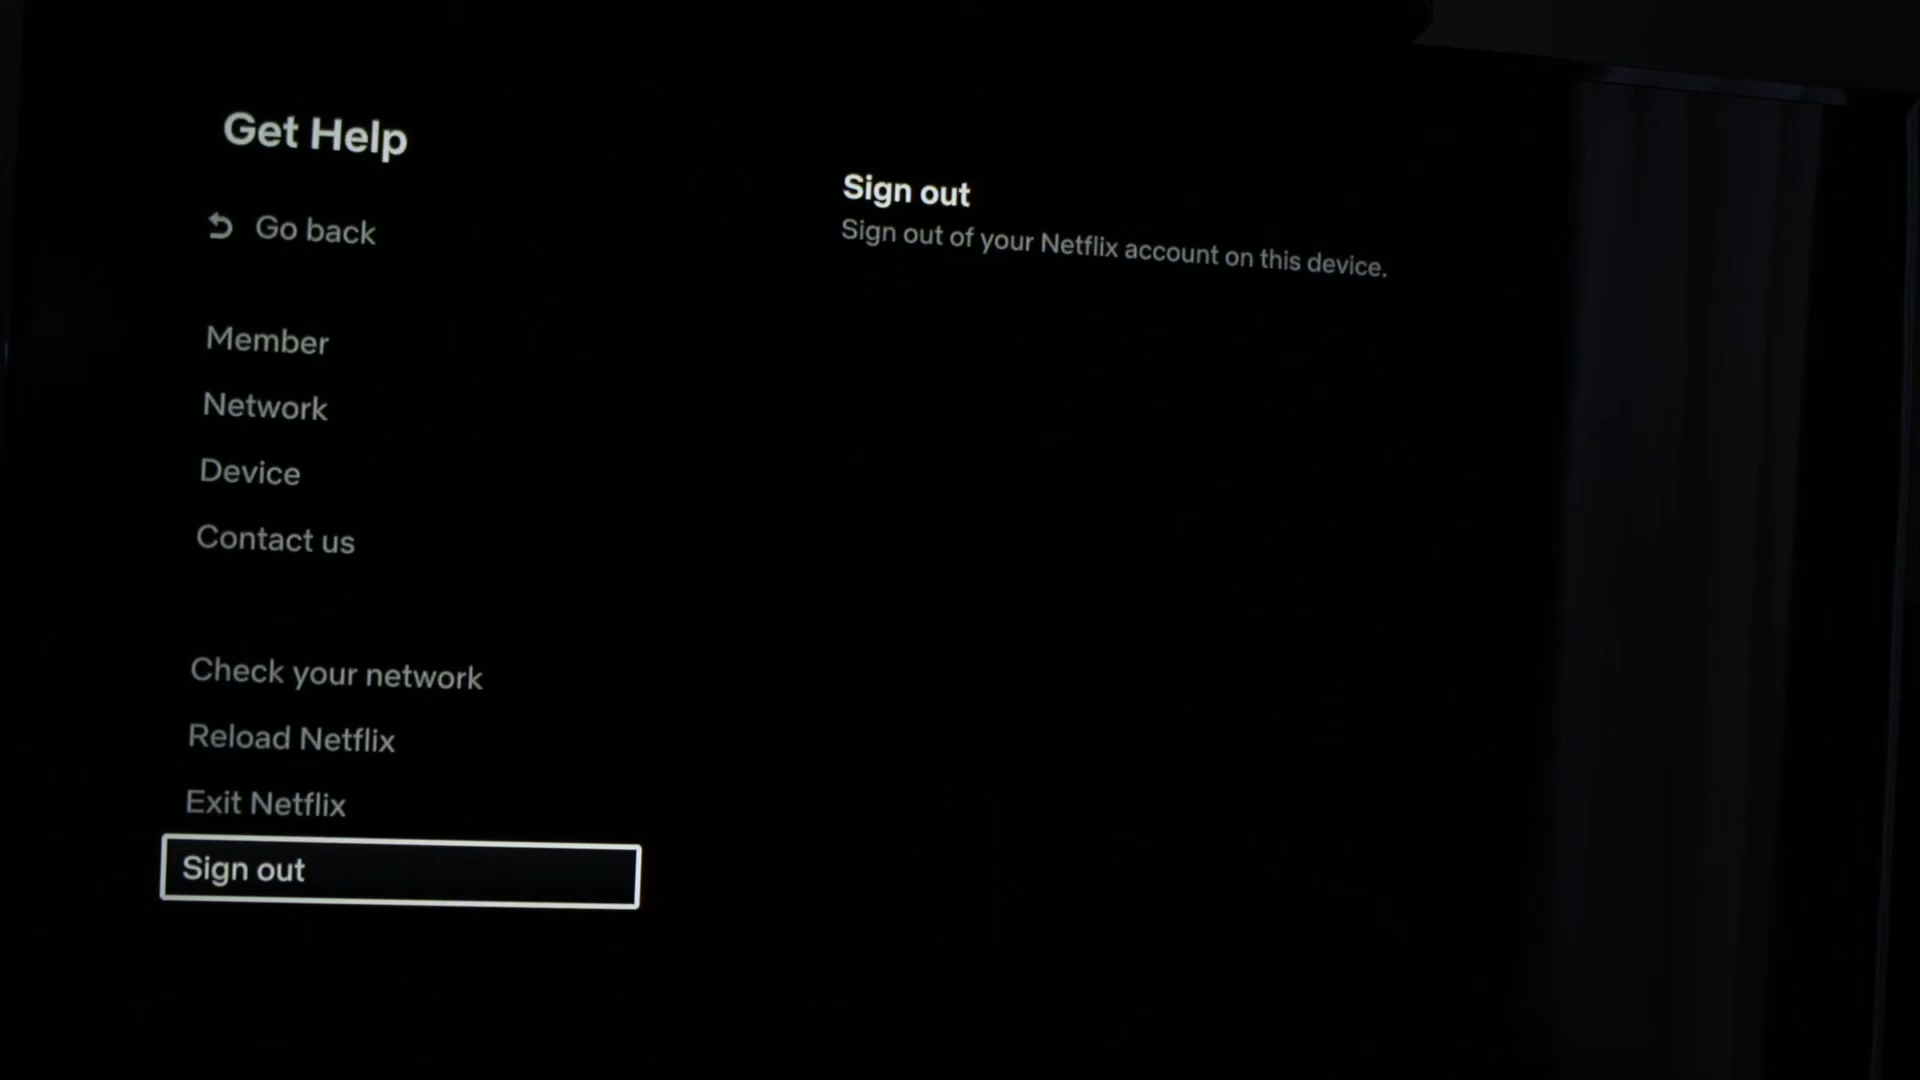 Get Help
Go back
Member
Network
Device
Contact us
Check your network
Reload Netflix
Exit Netflix
Sign out
Sign out
Sign out of your Netflix account on this device.